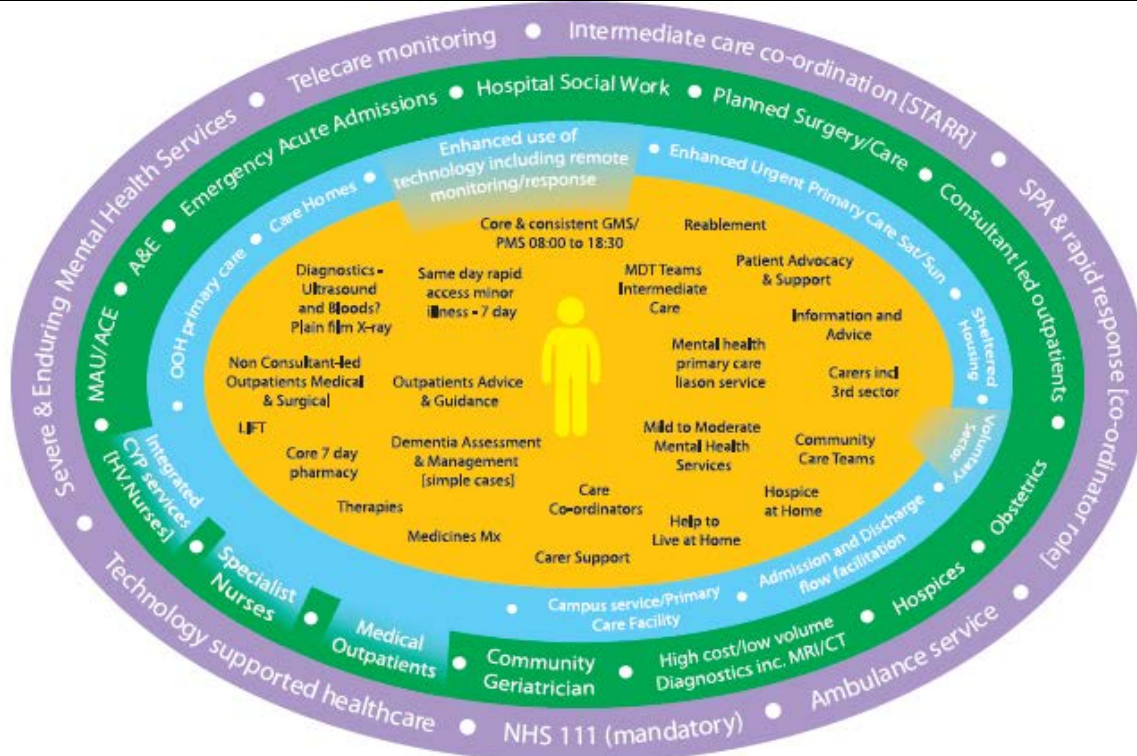 Severe & Enduring Mental Health Services
Telecare monitoring
Intermediate care co-ordination [STARR]
SPA & rapid response [co-ordinator role]
Ambulance service
NHS 111 (mandatory)
Technology supported healthcare
MAU/ACE
A&E
Emergency Acute Admissions
Hospital Social Work
Planned Surgery/Care
Consultant led outpatients
Obstetrics
Hospices
High cost/low volume
Diagnostics inc. MRI/CT
Community
Geriatrician
Medical
Outpatients
Specialist
Nurses
Integrated
CYP services
[HV.Nurses]
OOH primary care
Care Homes
Enhanced use of
technology including remote
monitoring/response
Enhanced Urgent Primary Care Sat/Sun
Sheltered
Housing
Voluntary
Sector
Admission and Discharge
flow facilitation
Campus service/Primary
Care Facility
Core & consistent GMS/
PMS 08:00 to 18:30
Reablement
Diagnostics -
Ultrasound
and Bloods?
Plain film X-ray
Same day rapid
access minor
illness - 7 day
MDT Teams
Intermediate
Care
Patient Advocacy
& Support
Information and
Advice
Mental health
primary care
liason service
Carers incl
3rd sector
Non Consultant-led
Outpatients Medical
& Surgical
Outpatients Advice
& Guidance
LIFT
Core 7 day
pharmacy
Dementia Assessment
& Management
[simple cases]
Mild to Moderate
Mental Health
Services
Community
Care Teams
Therapies
Care
Co-ordinators
Hospice
at Home
Medicines Mx
Help to
Live at Home
Carer Support